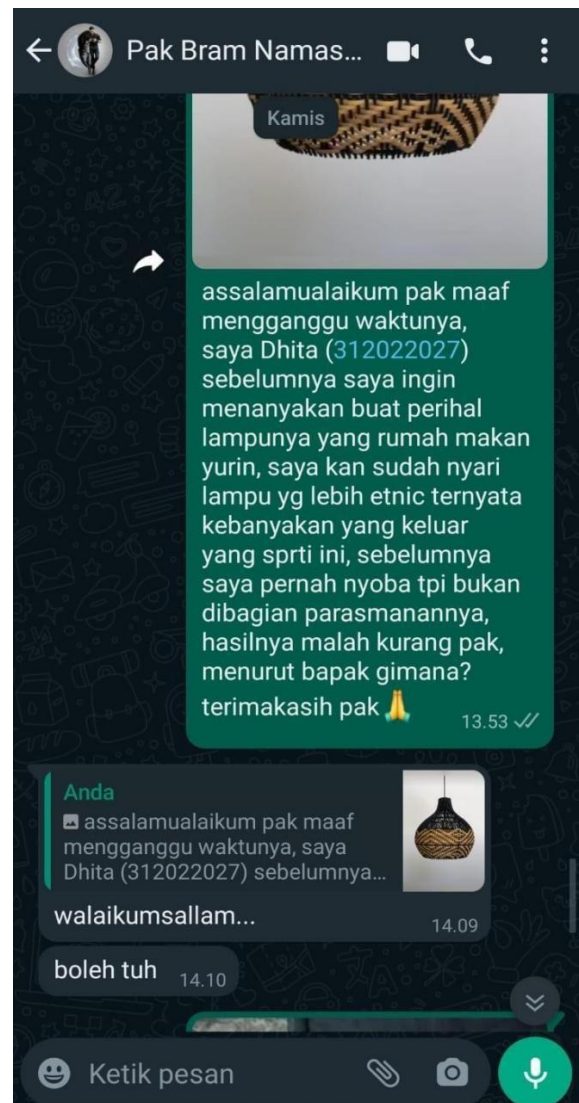 Pak Bram Namas...
Kamis
assalamualaikum pak maaf
mengganggu waktunya,
saya Dhita (312022027)
sebelumnya saya ingin
menanyakan buat perihal
lampunya yang rumah makan
yurin, saya kan sudah nyari
lampu yg lebih etnic ternyata
kebanyakan yang keluar
yang sprti ini, sebelumnya
saya pernah nyoba tpi bukan
dibagian parasmanannya,
hasilnya malah kurang pak,
menurut bapak gimana?
terimakasih pak🙏
13.53
Anda
assalamualaikum pak maaf
mengganggu waktunya, saya
Dhita (312022027) sebelumnya...
walaikumsallam...
14.09
boleh tuh 14.10
Ketik pesan